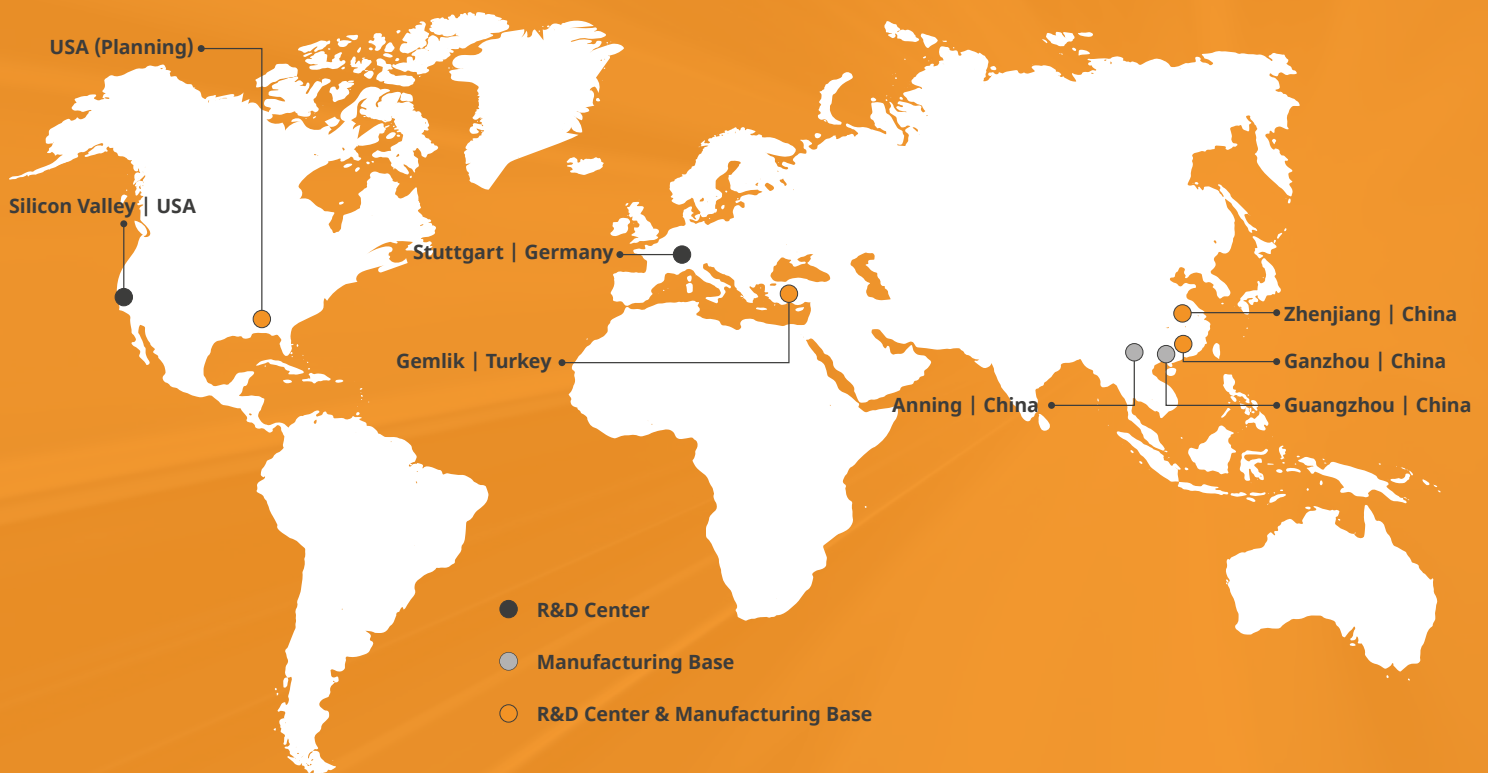 USA (Planning)
Silicon Valley | USA
Stuttgart | Germany
Gemlik | Turkey
Zhenjiang | China
Ganzhou | China
Anning | China
Guangzhou | China
R&D Center
Manufacturing Base
R&D Center & Manufacturing Base